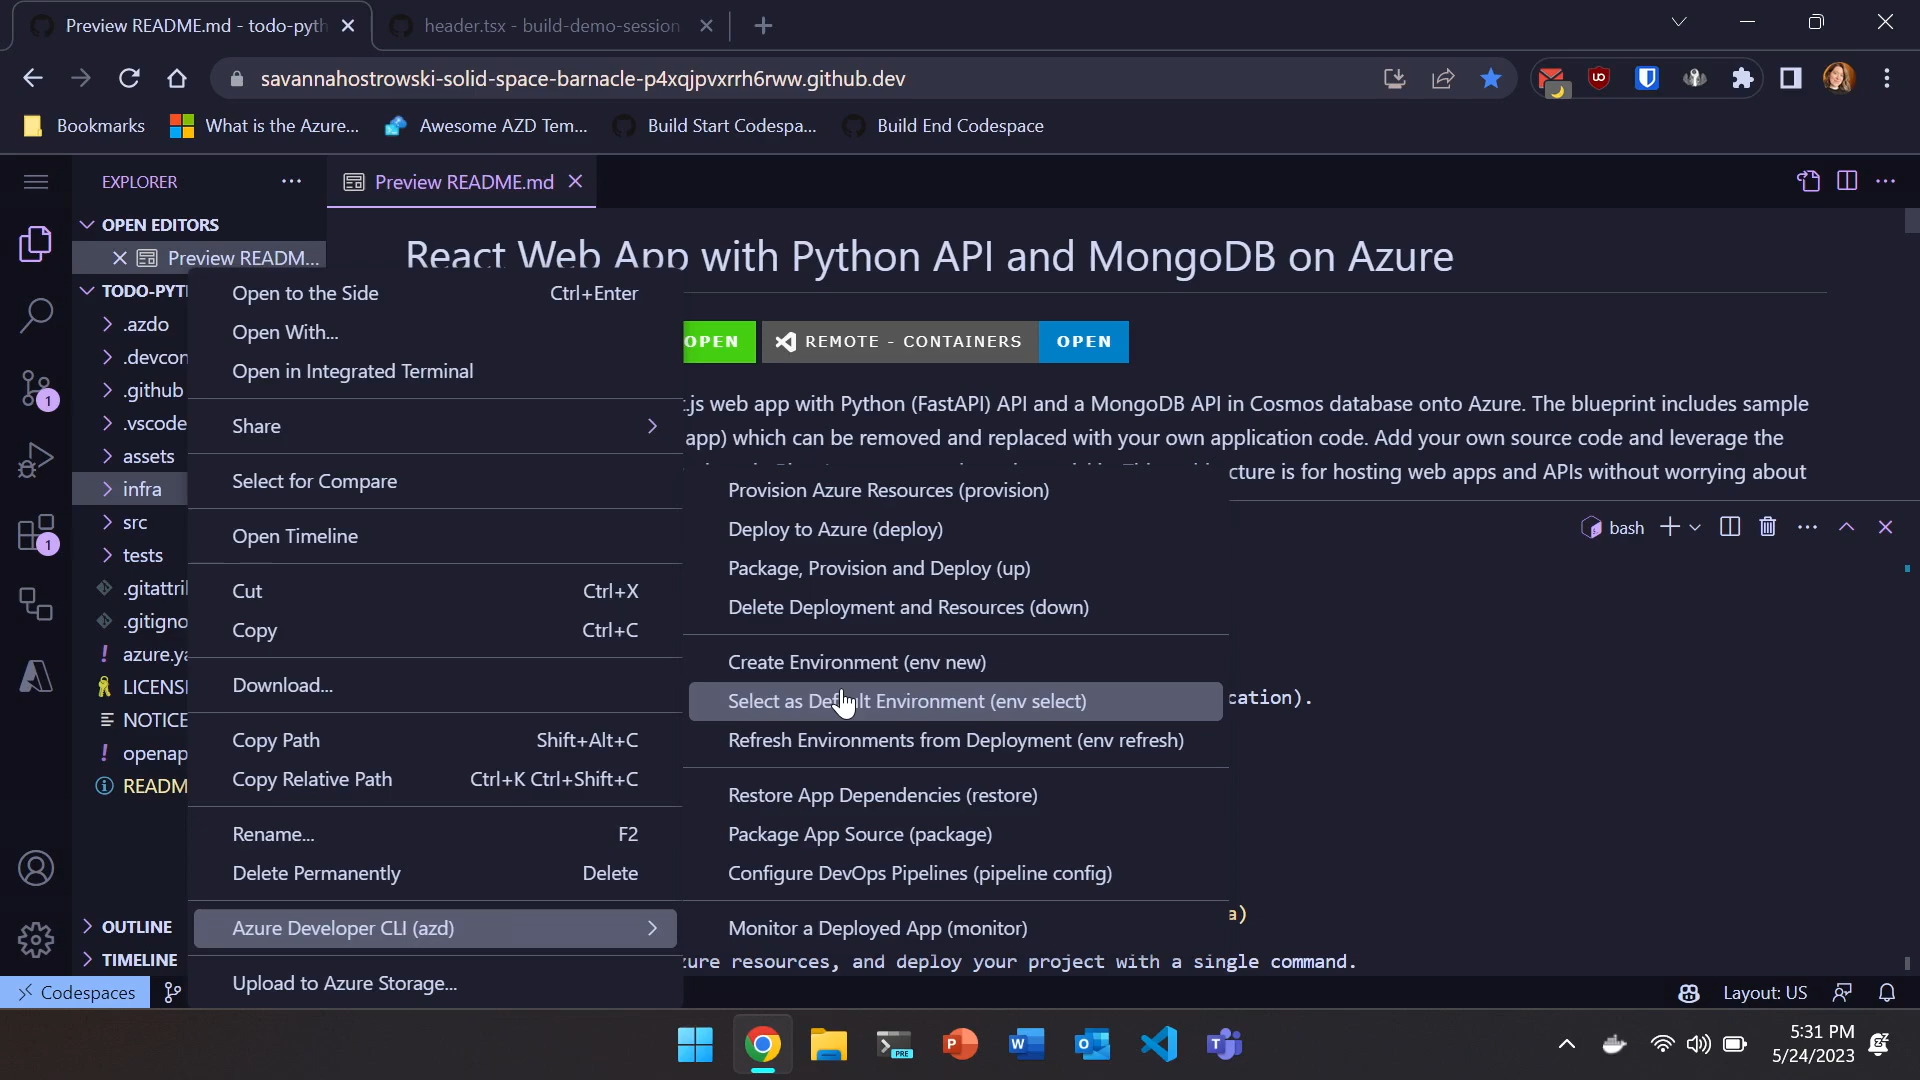 Preview README.md - todo-pyth
header.tsx - build-demo-session
savannahostrowski-solid-space-barnacle-p4xqjpvxrrh6rww.github.dev
Bookmarks
What is the Azure...
Awesome AZD Tem...
Build Start Codespa...
Build End Codespace
EXPLORER
Preview README.md
OPEN EDITORS
Preview READM...
TODO-PYTH
.azdo
.devcon
.github
.vscode
assets
infra
src
tests
.gitattril
.gitigno
azure.ya
LICENSI
NOTICE
openap
READM
OUTLINE
TIMELINE
React Web App with Python API and MongoDB on Azure
OPEN
REMOTE - CONTAINERS
OPEN
.js web app with Python (FastAPI) API and a MongoDB API in Cosmos database onto Azure. The blueprint includes sample
app) which can be removed and replaced with your own application code. Add your own source code and leverage the
cture is for hosting web apps and APIs without worrying about
Open to the Side Ctrl+Enter
Open With...
Open in Integrated Terminal
Share
Select for Compare
Open Timeline
Cut Ctrl+X
Copy Ctrl+C
Download...
Copy Path Shift+Alt+C
Copy Relative Path Ctrl+K Ctrl+Shift+C
Rename... F2
Delete Permanently Delete
Azure Developer CLI (azd)
Upload to Azure Storage...
Provision Azure Resources (provision)
Deploy to Azure (deploy)
Package, Provision and Deploy (up)
Delete Deployment and Resources (down)
Create Environment (env new)
Select as Default Environment (env select)
Refresh Environments from Deployment (env refresh)
Restore App Dependencies (restore)
Package App Source (package)
Configure DevOps Pipelines (pipeline config)
Monitor a Deployed App (monitor)
bash
cation).
a)
zure resources, and deploy your project with a single command.
1
1
Codespaces
Layout: US
5:31 PM
5/24/2023